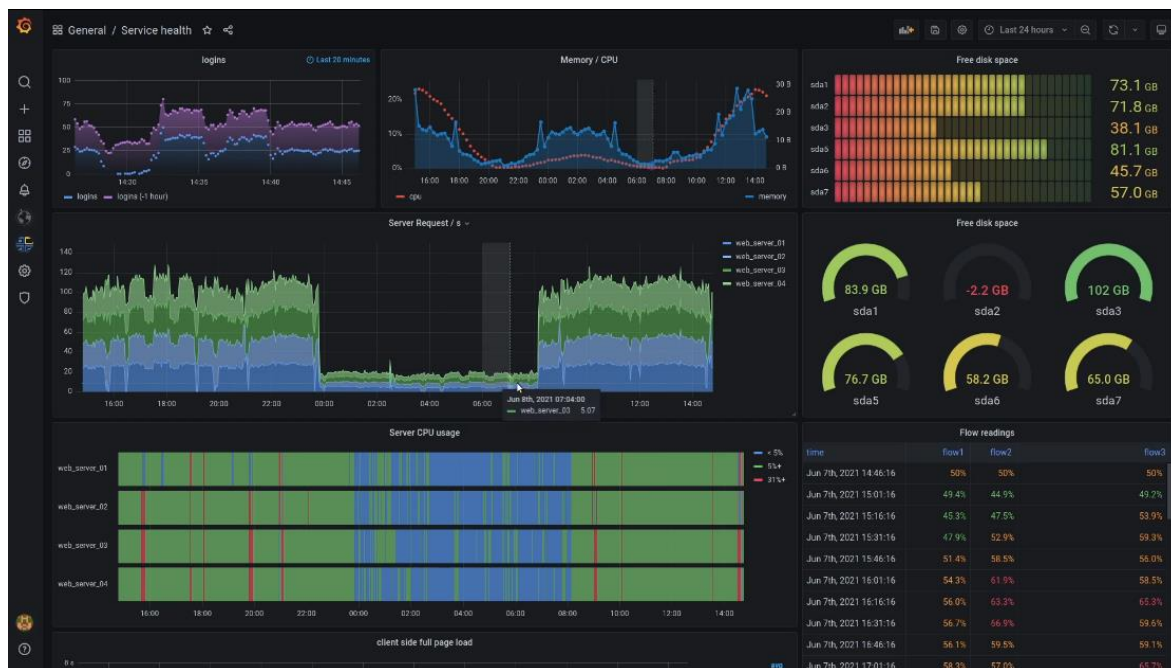 General / Service health
Last 24 hours
logins
Last 20 minutes
100
75
50
25
0
14:30
14:35
14:40
14:45
logins
logins (-1 hour)
Memory / CPU
20%
10%
0%
30 B
20 B
10 B
0 B
16:00 18:00 20:00 22:00 00:00 02:00 04:00 06:00 08:00 10:00 12:00 14:00
cpu
memory
Free disk space
sda1 73.1 GB
sda2 71.8 GB
sda3 38.1 GB
sda5 81.1 GB
sda6 45.7 GB
sda7 57.0 GB
Server Request / s
140
120
100
80
60
40
20
0
16:00 18:00 20:00 22:00 00:00 02:00 04:00 06:00 12:00 14:00
web_server_01
web_server_02
web_server_03
web_server_04
Jun 8th, 2021 07:04:00
web_server_03 5.07
Free disk space
83.9 GB
sda1
-2.2 GB
sda2
102 GB
sda3
76.7 GB
sda5
58.2 GB
sda6
65.0 GB
sda7
Server CPU usage
web_server_01
web_server_02
web_server_03
web_server_04
16:00 18:00 20:00 22:00 00:00 02:00 04:00 06:00 08:00 10:00 12:00 14:00
< 5%
5%+
31%+
Flow readings
time flow1 flow2 flow3
Jun 7th, 2021 14:46:16 50% 50% 50%
Jun 7th, 2021 15:01:16 49.4% 44.9% 49.2%
Jun 7th, 2021 15:16:16 45.3% 47.5% 53.9%
Jun 7th, 2021 15:31:16 47.9% 52.9% 59.3%
Jun 7th, 2021 15:46:16 51.4% 58.5% 56.0%
Jun 7th, 2021 16:01:16 54.3% 61.9% 58.5%
Jun 7th, 2021 16:16:16 56.0% 63.3% 65.3%
Jun 7th, 2021 16:31:16 56.7% 66.9% 59.6%
Jun 7th, 2021 16:46:16 56.1% 59.5% 59.1%
Jun 7th, 2021 17:01:16 58.3% 57.0% 65.7%
client side full page load
8 s
avg